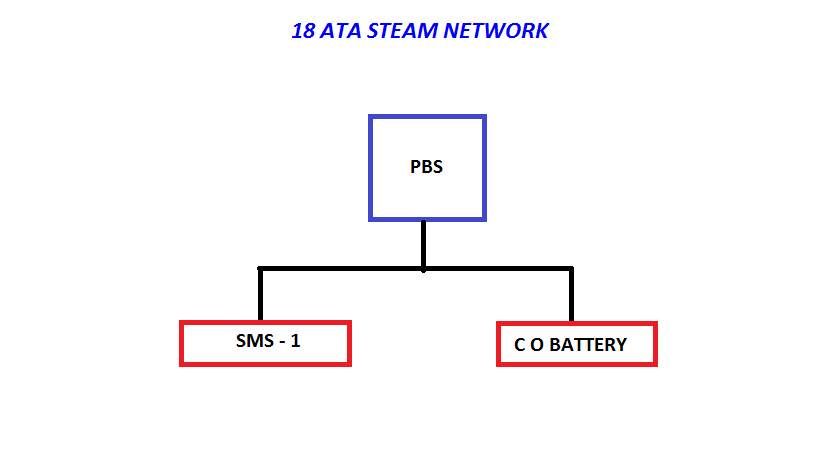 18 ATA STEAM NETWORK
PBS
SMS - 1
C O BATTERY